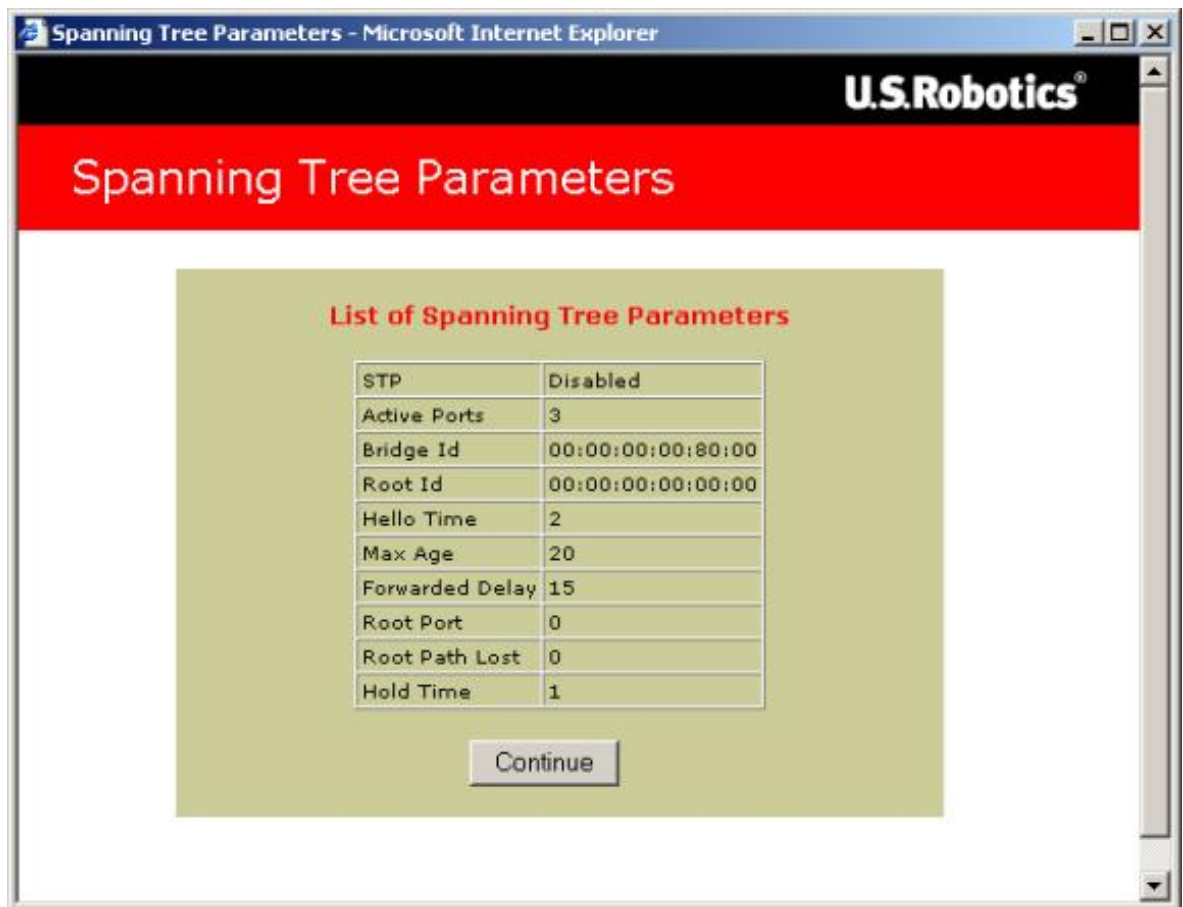 Spanning Tree Parameters - Microsoft Internet Explorer
U.S.Robotics®
Spanning Tree Parameters
List of Spanning Tree Parameters
STP Disabled
Active Ports 3
Bridge Id 00:00:00:00:80:00
Root Id 00:00:00:00:00:00
Hello Time 2
Max Age 20
Forwarded Delay 15
Root Port 0
Root Path Lost 0
Hold Time 1
Continue